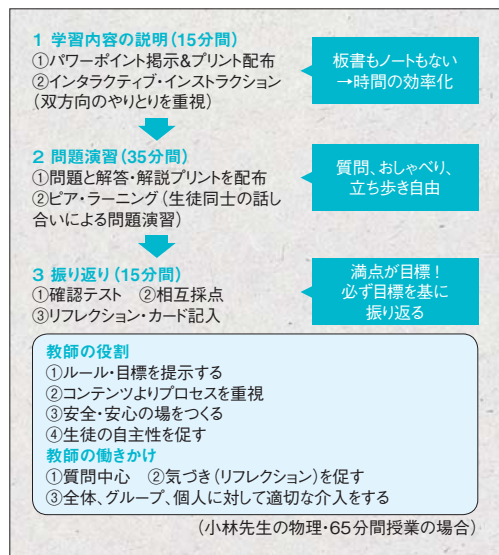 1 学習内容の説明(15分間)
①パワーポイント掲示&プリント配布
②インタラクティブ・インストラクション
(双方向のやりとりを重視)
板書もノートもない
→時間の効率化
2 問題演習(35分間)
①問題と解答・解説プリントを配布
②ピア・ラーニング(生徒同士の話し
合いによる問題演習)
質問、おしゃべり、
立ち歩き自由
3 振り返り(15分間)
①確認テスト ②相互採点
③リフレクション・カード記入
満点が目標!
必ず目標を基に
振り返る
教師の役割
①ルール・目標を提示する
②コンテンツよりプロセスを重視
③安全・安心の場をつくる
④生徒の自主性を促す
教師の働きかけ
①質問中心 ②気づき(リフレクション)を促す
③全体、グループ、個人に対して適切な介入をする
(小林先生の物理・65分間授業の場合)